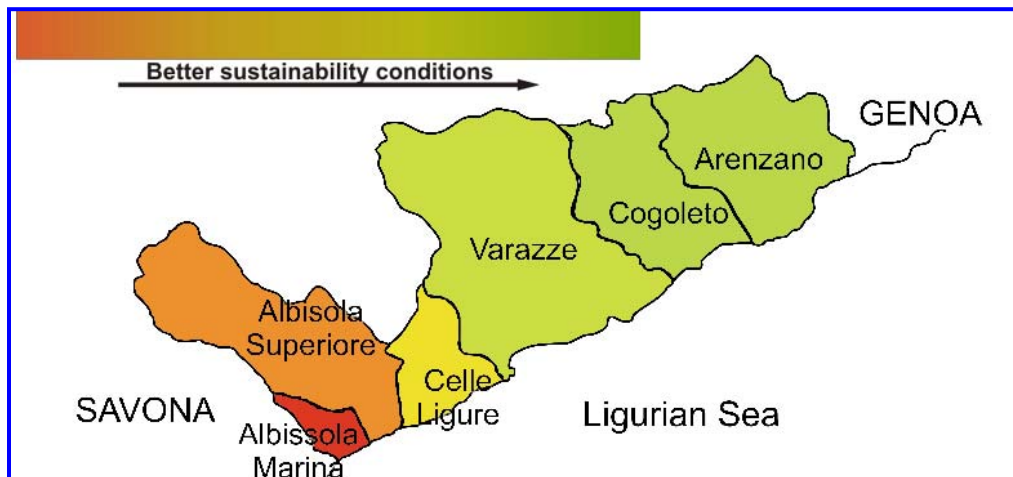 Better sustainability conditions
GENOA
Arenzano
Cogoleto
Varazze
Albisola
Superiore
Celle
Ligure
SAVONA
Ligurian Sea
Albissola
Marina